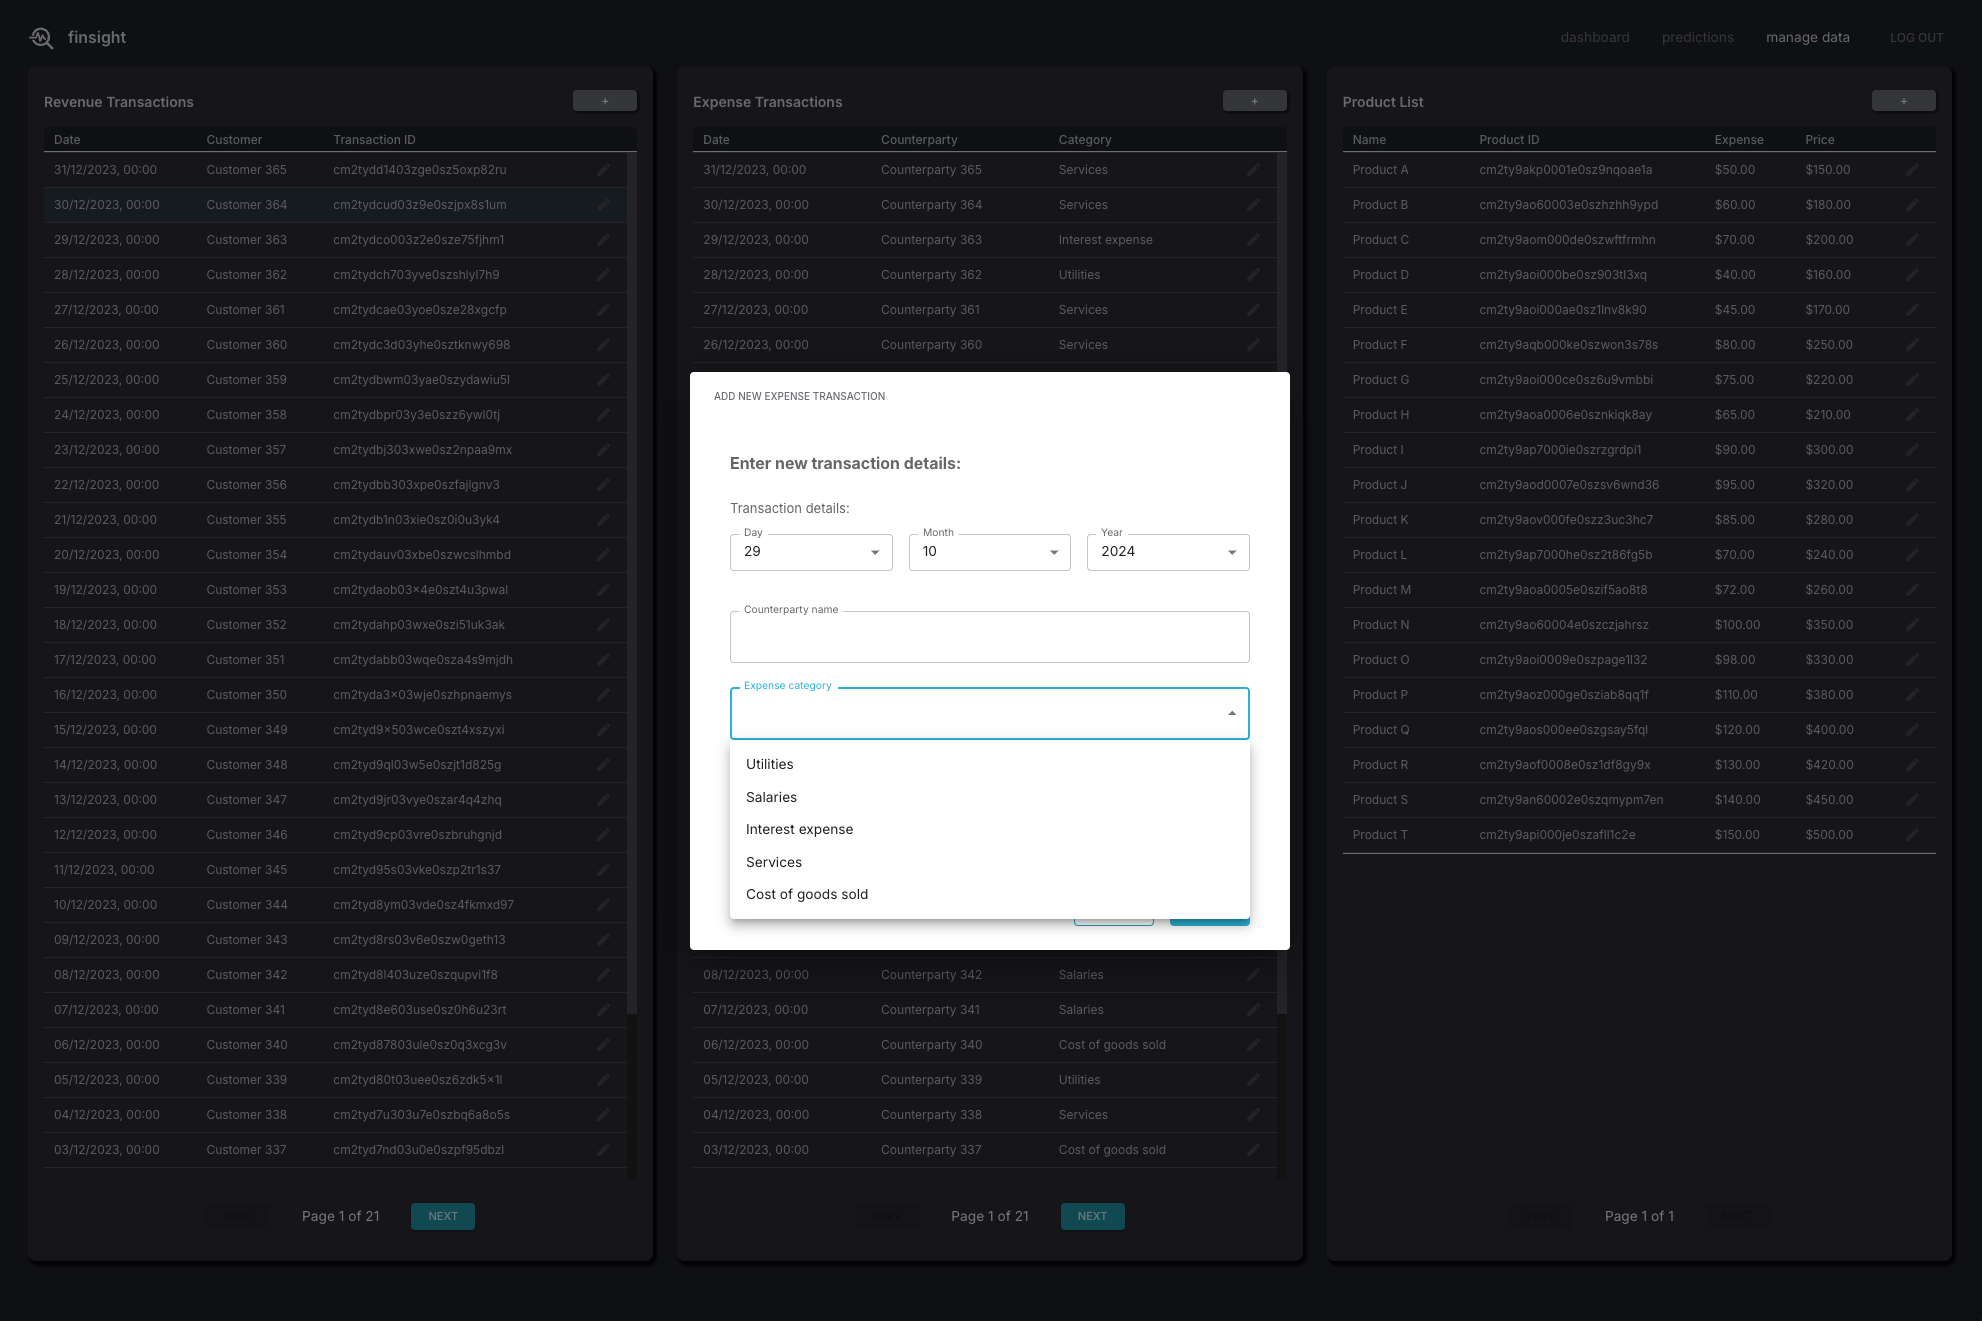 finsight
dashboard predictions manage data LOG OUT
Revenue Transactions +
Date Customer Transaction ID
31/12/2023, 00:00 Customer 365 cm2tydd1403zge0sz5oxp82ru
30/12/2023, 00:00 Customer 364 cm2tydcud03z9e0szjpx8s1um
29/12/2023, 00:00 Customer 363 cm2tydco003z2e0sze75fjhm1
28/12/2023, 00:00 Customer 362 cm2tydch703yve0szshlyl7h9
27/12/2023, 00:00 Customer 361 cm2tydcae03yoe0sze28xgcfp
26/12/2023, 00:00 Customer 360 cm2tydc3d03yhe0sztknwy698
25/12/2023, 00:00 Customer 359 cm2tydbwm03yae0szydawiu5l
24/12/2023, 00:00 Customer 358 cm2tydbpr03y3e0szz6ywl0tj
23/12/2023, 00:00 Customer 357 cm2tydbj303xwe0sz2npaa9mx
22/12/2023, 00:00 Customer 356 cm2tydbb303xpe0szfajlgnv3
21/12/2023, 00:00 Customer 355 cm2tydb1n03xie0sz0i0u3yk4
20/12/2023, 00:00 Customer 354 cm2tydauv03xbe0szwcslhmbd
19/12/2023, 00:00 Customer 353 cm2tydaob03x4e0szt4u3pwal
18/12/2023, 00:00 Customer 352 cm2tydahp03wxe0szi51uk3ak
17/12/2023, 00:00 Customer 351 cm2tydabb03wqe0sza4s9mjdh
16/12/2023, 00:00 Customer 350 cm2tyda3x03wje0szhpnaemys
15/12/2023, 00:00 Customer 349 cm2tyd9x503wce0szt4xszyxi
14/12/2023, 00:00 Customer 348 cm2tyd9ql03w5e0szjt1d825g
13/12/2023, 00:00 Customer 347 cm2tyd9jr03vye0szar4q4zhq
12/12/2023, 00:00 Customer 346 cm2tyd9cp03vre0szbruhgnjd
11/12/2023, 00:00 Customer 345 cm2tyd95s03vke0szp2tr1s37
10/12/2023, 00:00 Customer 344 cm2tyd8ym03vde0sz4fkmxd97
09/12/2023, 00:00 Customer 343 cm2tyd8rs03v6e0szw0geth13
08/12/2023, 00:00 Customer 342 cm2tyd8l403uze0szqupvi1f8
07/12/2023, 00:00 Customer 341 cm2tyd8e603use0sz0h6u23rt
06/12/2023, 00:00 Customer 340 cm2tyd87803ule0sz0q3xcg3v
05/12/2023, 00:00 Customer 339 cm2tyd80t03uee0sz6zdk5x1l
04/12/2023, 00:00 Customer 338 cm2tyd7u303u7e0szbq6a8o5s
03/12/2023, 00:00 Customer 337 cm2tyd7nd03u0e0szpf95dbzl
PREV Page 1 of 21 NEXT
Expense Transactions +
Date Counterparty Category
31/12/2023, 00:00 Counterparty 365 Services
30/12/2023, 00:00 Counterparty 364 Services
29/12/2023, 00:00 Counterparty 363 Interest expense
28/12/2023, 00:00 Counterparty 362 Utilities
27/12/2023, 00:00 Counterparty 361 Services
26/12/2023, 00:00 Counterparty 360 Services
ADD NEW EXPENSE TRANSACTION
Enter new transaction details:
Transaction details:
Day Month Year
29 10 2024
Counterparty name
Expense category
Utilities
Salaries
Interest expense
Services
Cost of goods sold
08/12/2023, 00:00 Counterparty 342 Salaries
07/12/2023, 00:00 Counterparty 341 Salaries
06/12/2023, 00:00 Counterparty 340 Cost of goods sold
05/12/2023, 00:00 Counterparty 339 Utilities
04/12/2023, 00:00 Counterparty 338 Services
03/12/2023, 00:00 Counterparty 337 Cost of goods sold
PREV Page 1 of 21 NEXT
Product List +
Name Product ID Expense Price
Product A cm2ty9akp0001e0sz9nqoae1a $50.00 $150.00
Product B cm2ty9ao60003e0szhzhh9ypd $60.00 $180.00
Product C cm2ty9aom000de0szwftfrmhn $70.00 $200.00
Product D cm2ty9aoi000be0sz903tl3xq $40.00 $160.00
Product E cm2ty9aoi000ae0sz1lnv8k90 $45.00 $170.00
Product F cm2ty9aqb000ke0szwon3s78s $80.00 $250.00
Product G cm2ty9aoi000ce0sz6u9vmbbi $75.00 $220.00
Product H cm2ty9aoa0006e0sznkiqk8ay $65.00 $210.00
Product I cm2ty9ap7000ie0szrzgrdpi1 $90.00 $300.00
Product J cm2ty9aod0007e0szsv6wnd36 $95.00 $320.00
Product K cm2ty9aov000fe0szz3uc3hc7 $85.00 $280.00
Product L cm2ty9ap7000he0sz2t86fg5b $70.00 $240.00
Product M cm2ty9aoa0005e0szif5ao8t8 $72.00 $260.00
Product N cm2ty9ao60004e0szczjahrsz $100.00 $350.00
Product O cm2ty9aoi0009e0szpage1l32 $98.00 $330.00
Product P cm2ty9aoz000ge0sziab8qq1f $110.00 $380.00
Product Q cm2ty9aos000ee0szgsay5fql $120.00 $400.00
Product R cm2ty9aof0008e0sz1df8gy9x $130.00 $420.00
Product S cm2ty9an60002e0szqmypm7en $140.00 $450.00
Product T cm2ty9api000je0szafll1c2e $150.00 $500.00
Page 1 of 1 NEXT